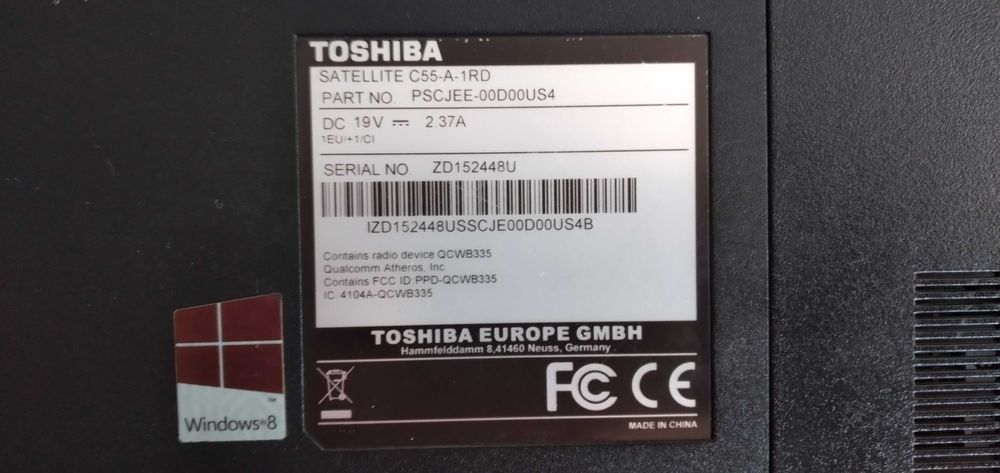 TOSHIBA
SATELLITE C55-A-1RD
PART NO. PSCJEE-00D00US4
DC 19V ⎓ 2.37A
1EU/+1/CI
SERIAL NO. ZD152448U
IZD152448USSCJE00D00US4B
Contains radio device QCWB335
Qualcomm Atheros, Inc
Contains FCC ID:PPD-QCWB335
IC 4104A-QCWB335
TOSHIBA EUROPE GMBH
Hammfelddamm 8,41460 Neuss, Germany.
FC CE
MADE IN CHINA
Windows®8
™